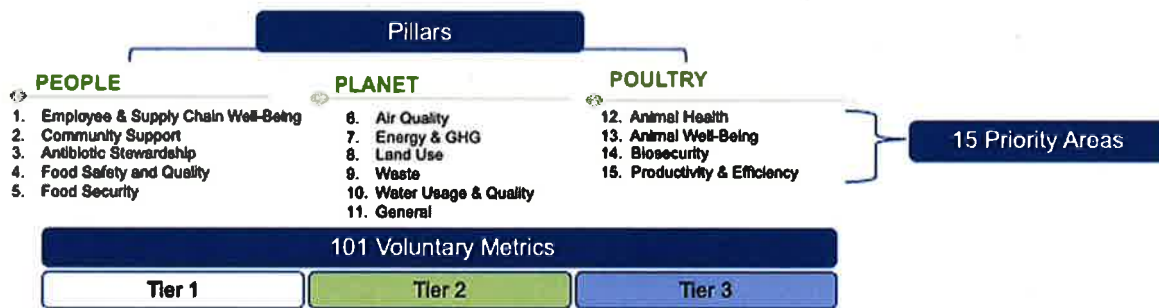 Pillars
PEOPLE
1. Employee & Supply Chain Well-Being
2. Community Support
3. Antibiotic Stewardship
4. Food Safety and Quality
5. Food Security
PLANET
6. Air Quality
7. Energy & GHG
8. Land Use
9. Waste
10. Water Usage & Quality
11. General
POULTRY
12. Animal Health
13. Animal Well-Being
14. Biosecurity
15. Productivity & Efficiency
15 Priority Areas
101 Voluntary Metrics
Tier 1
Tier 2
Tier 3